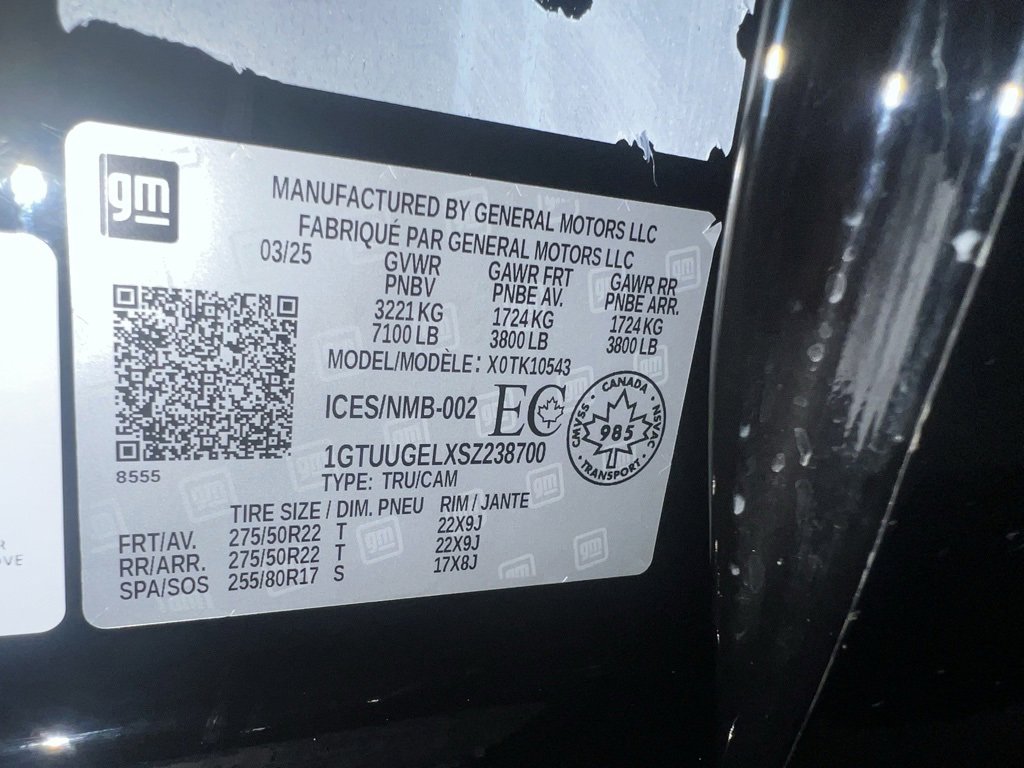 gm
MANUFACTURED BY GENERAL MOTORS LLC
FABRIQUÉ PAR GENERAL MOTORS LLC
03/25 GVWR GAWR FRT GAWR RR
PNBV PNBE AV. PNBE ARR.
3221 KG 1724 KG 1724 KG
7100 LB 3800 LB 3800 LB
MODEL/MODÈLE: X0TK10543
ICES/NMB-002 EC
CANADA
CMVSS NSVAC
985
TRANSPORT
1GTUUGELXSZ238700
8555 TYPE: TRU/CAM
TIRE SIZE / DIM. PNEU RIM / JANTE
FRT/AV. 275/50R22 T 22X9J
RR/ARR. 275/50R22 T 22X9J
SPA/SOS 255/80R17 S 17X8J